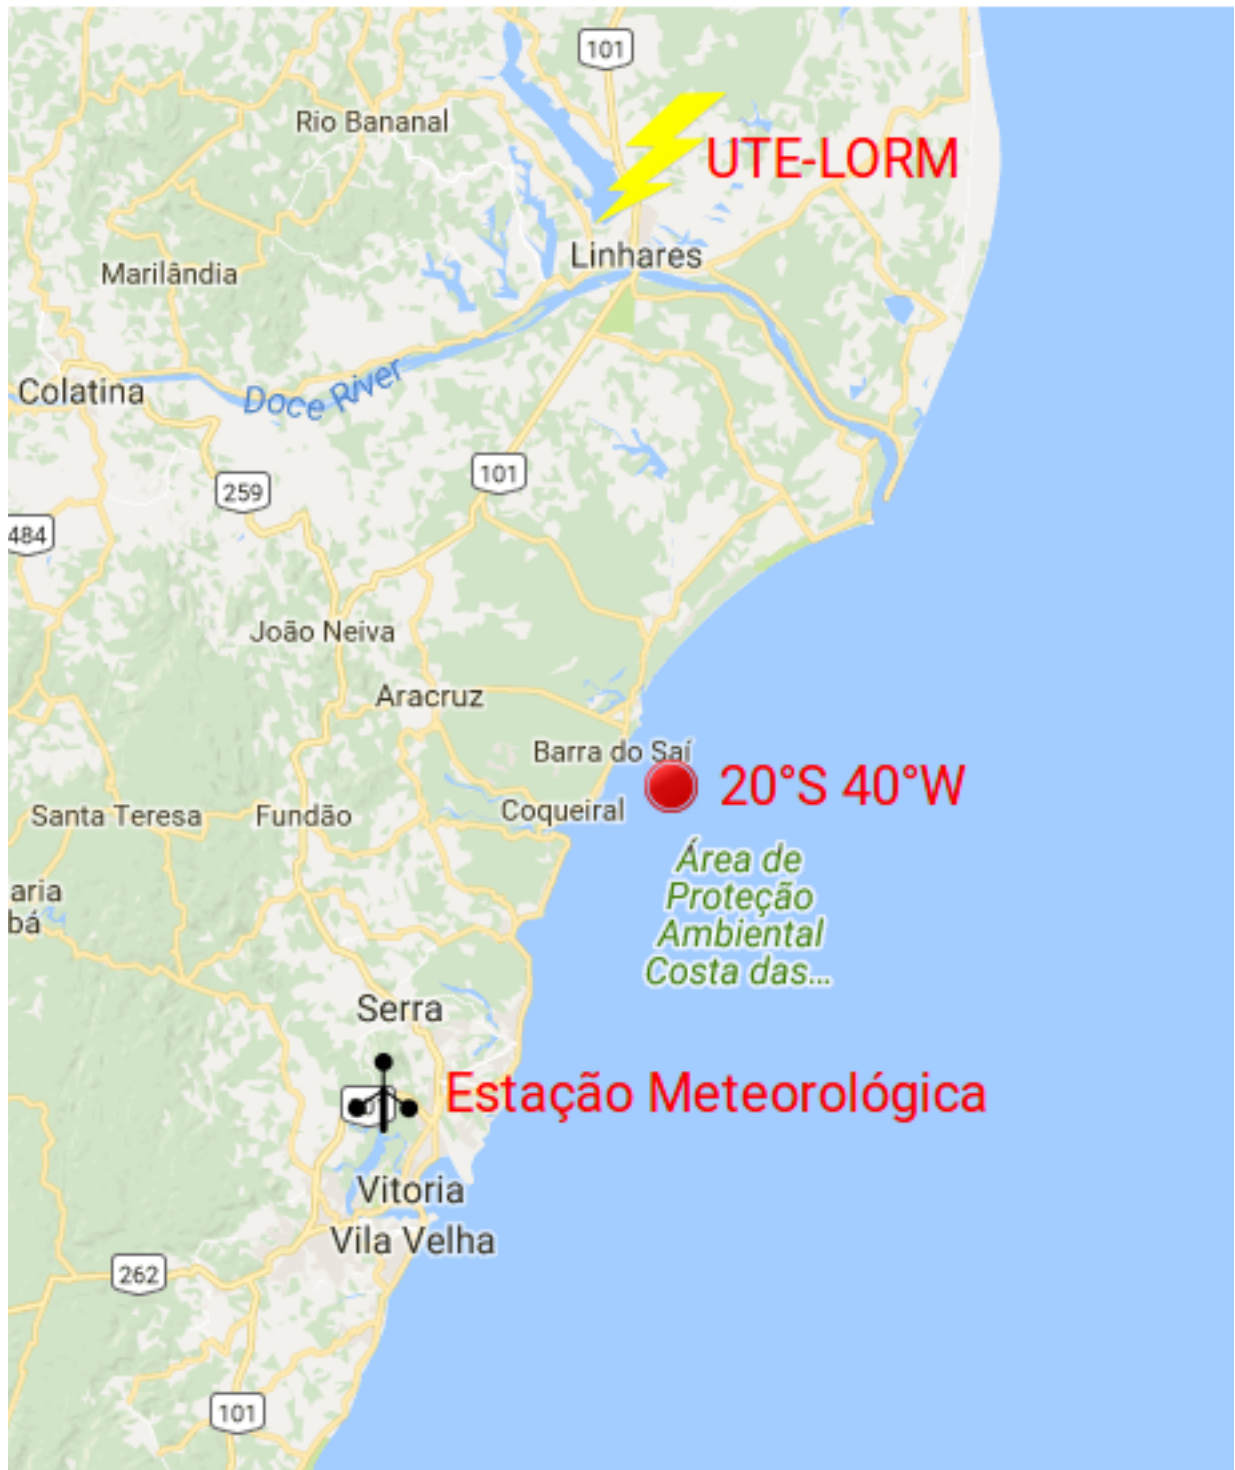 101
Rio Bananal
UTE-LORM
Linhares
Marilândia
Doce River
Colatina
101
259
484
João Neiva
Aracruz
Barra do Saí
20°S 40°W
Coqueiral
Santa Teresa
Fundão
Área de
Proteção
Ambiental
Costa das...
aria
bá
Serra
Estação Meteorológica
Vitoria
Vila Velha
262
101